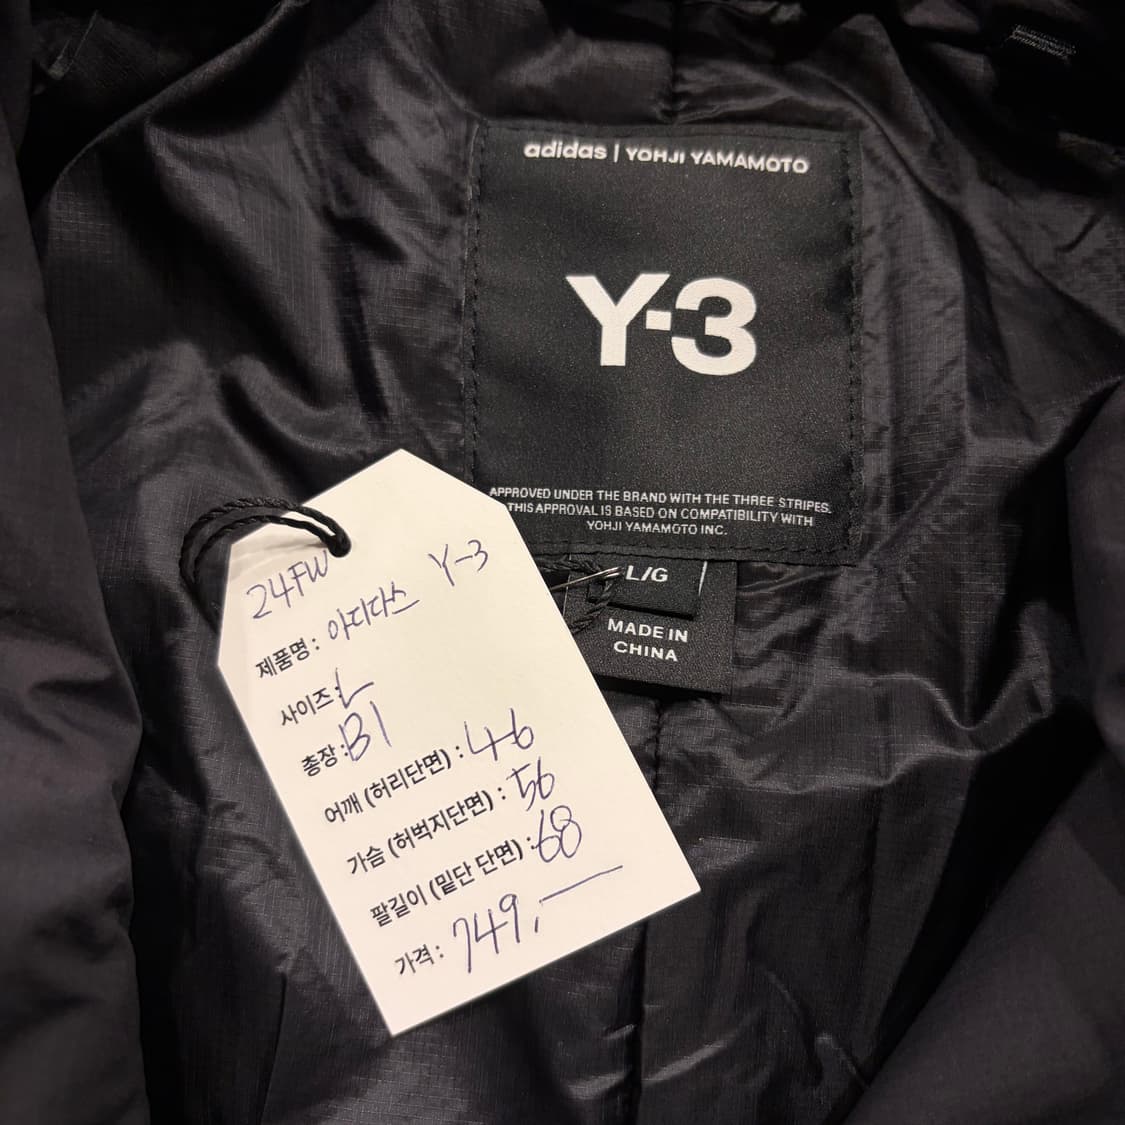 adidas | YOHJI YAMAMOTO
Y-3
APPROVED UNDER THE BRAND WITH THE THREE STRIPES.
THIS APPROVAL IS BASED ON COMPATIBILITY WITH
YOHJI YAMAMOTO INC.
L/G
MADE IN
CHINA
24FW
제품명 : 아디다스 Y-3
사이즈 : L
총장 : 81
어깨 (허리단면) : 46
가슴 (허벅지단면) : 56
팔길이 (밑단 단면) : 68
가격 : 749,—